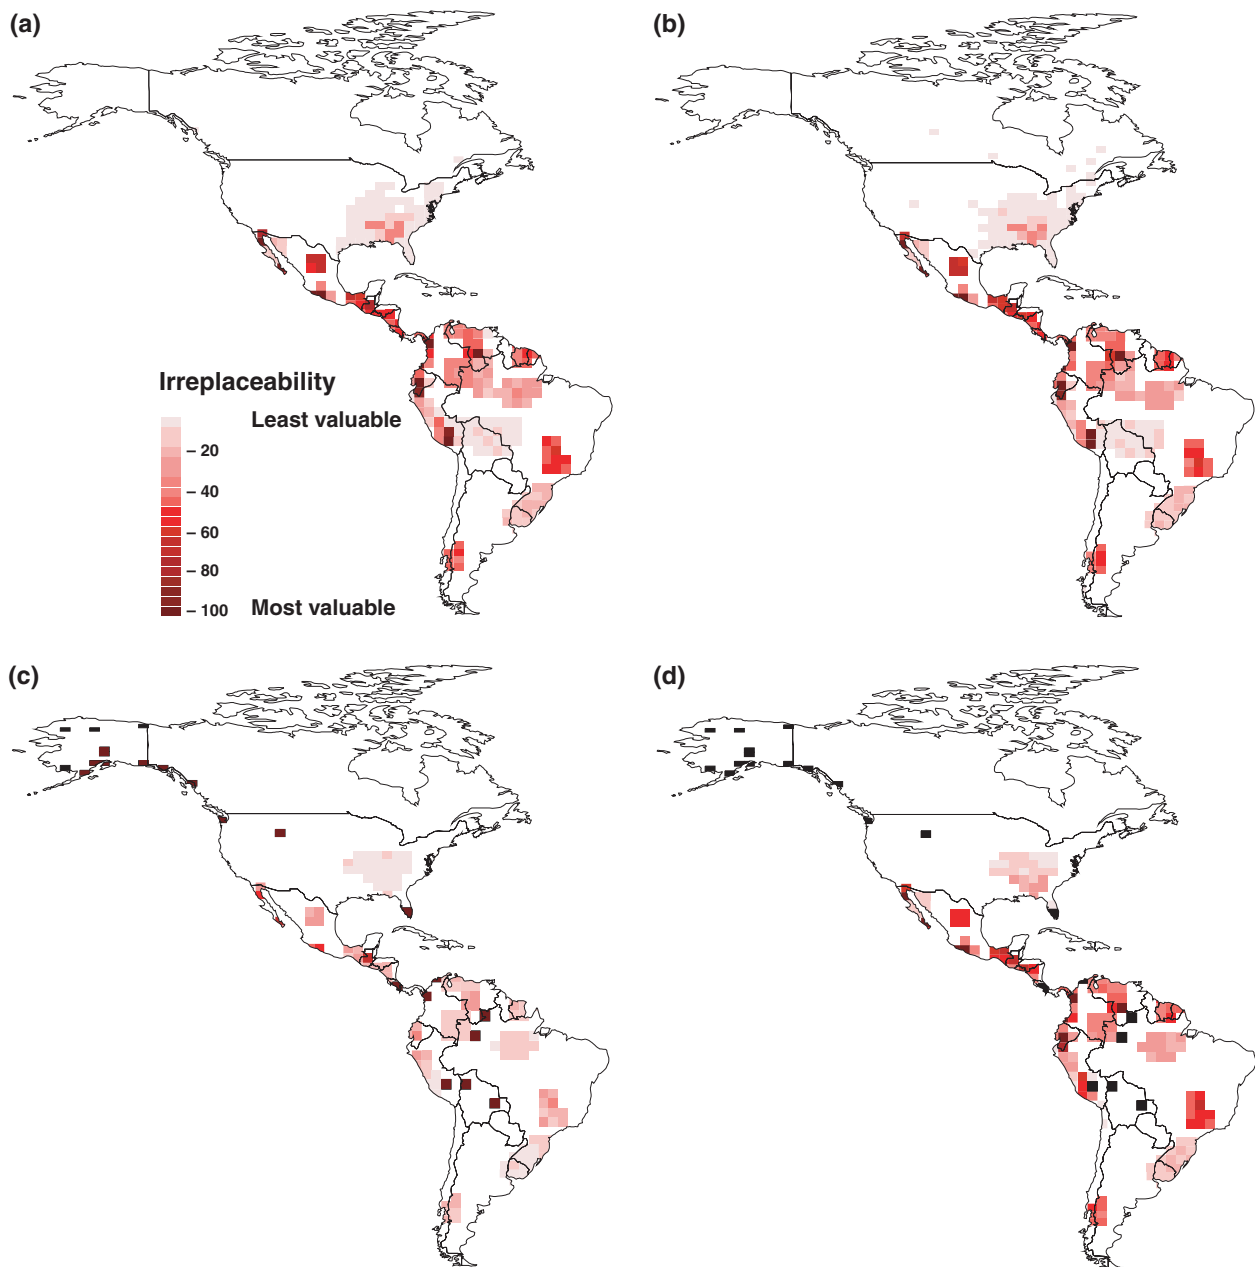 (a)
(b)
Irreplaceability
Least valuable
– 20
– 40
– 60
– 80
– 100
Most valuable
(c)
(d)